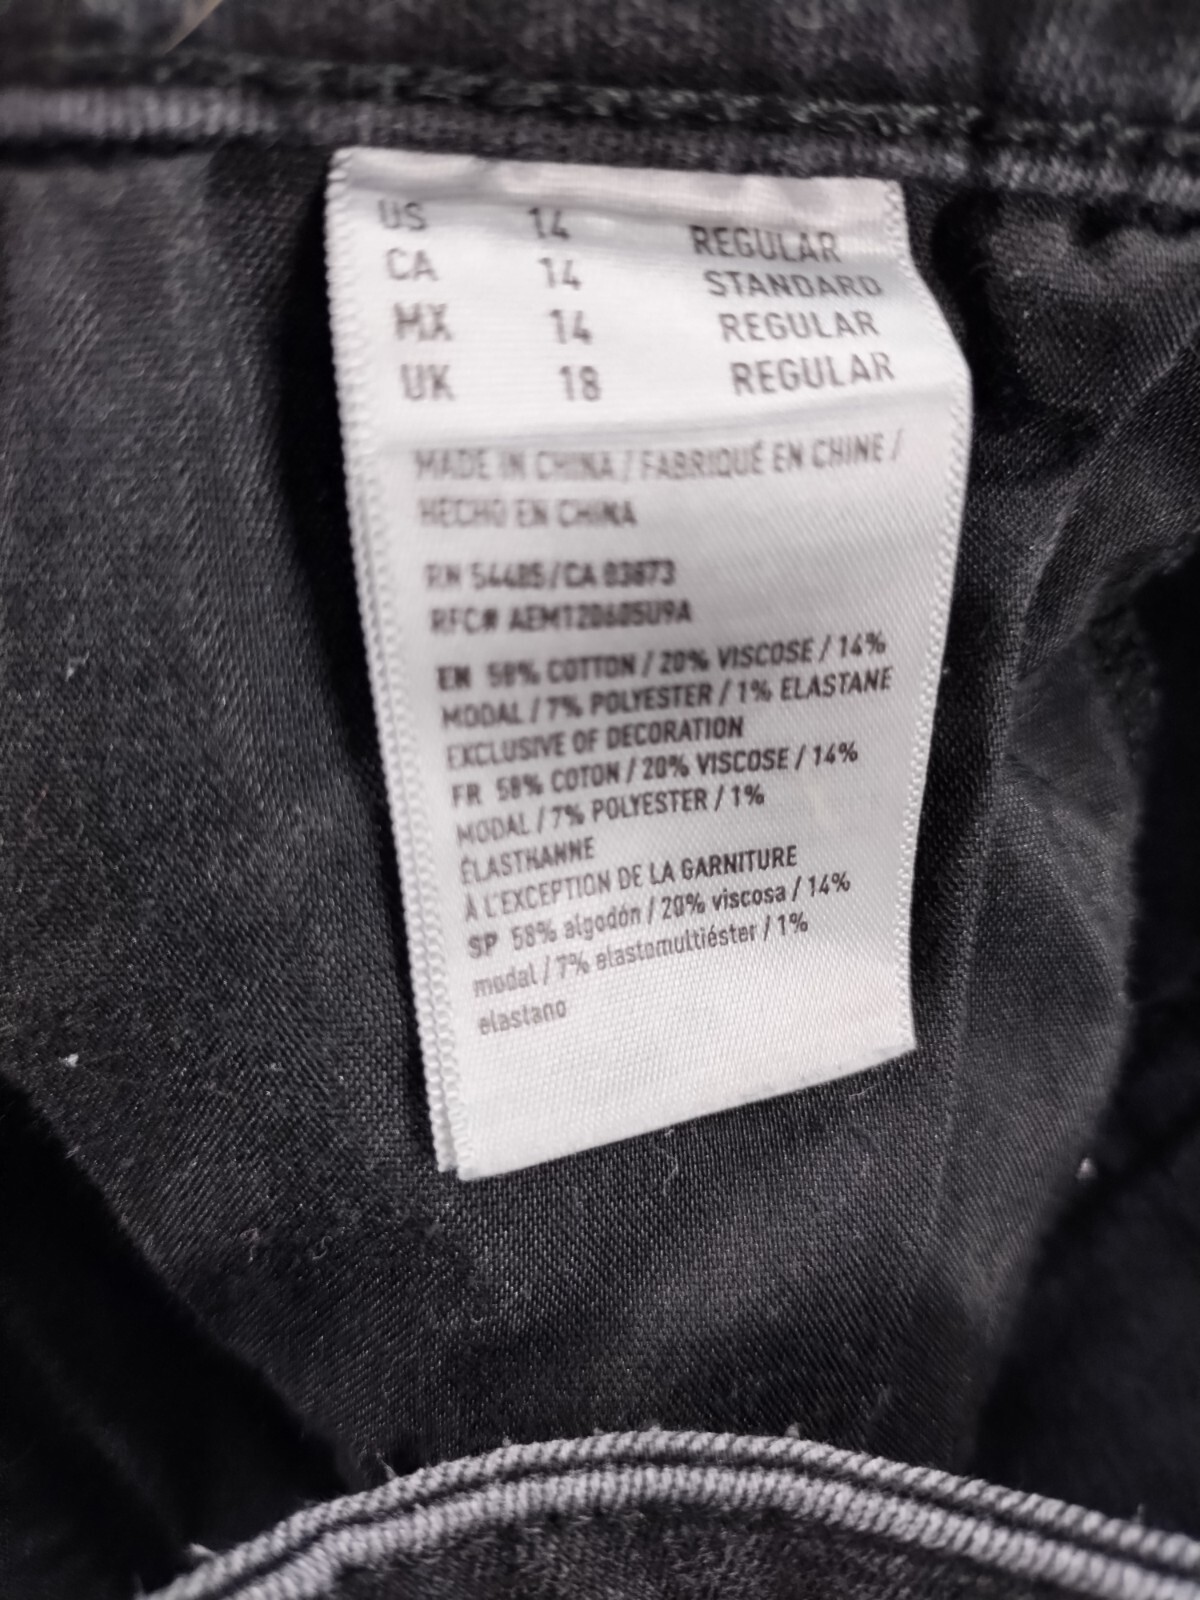 US 14 REGULAR
CA 14 STANDARD
MX 14 REGULAR
UK 18 REGULAR
MADE IN CHINA / FABRIQUÉ EN CHINE /
HECHO EN CHINA
RN 54485/CA 03673
RFC# AEM120605U9A
EN 58% COTTON / 20% VISCOSE / 14%
MODAL / 7% POLYESTER / 1% ELASTANE
EXCLUSIVE OF DECORATION
FR 58% COTON / 20% VISCOSE / 14%
MODAL / 7% POLYESTER / 1%
ÉLASTHANNE
À L'EXCEPTION DE LA GARNITURE
SP 58% algodón / 20% viscosa / 14%
modal / 7% elastomultiéster / 1%
elastano